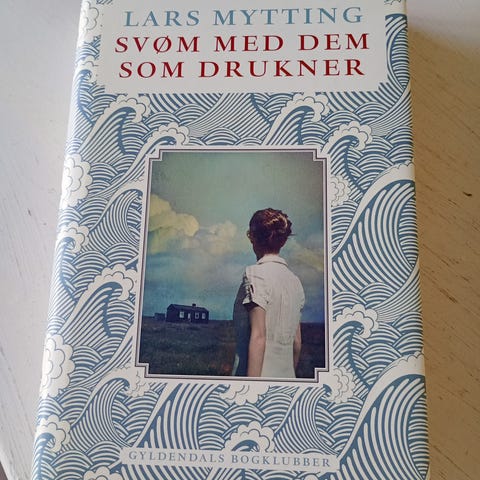 LARS MYTTING
SVØM MED DEM
SOM DRUKNER
GYLDENDALS BOGKLUBBER